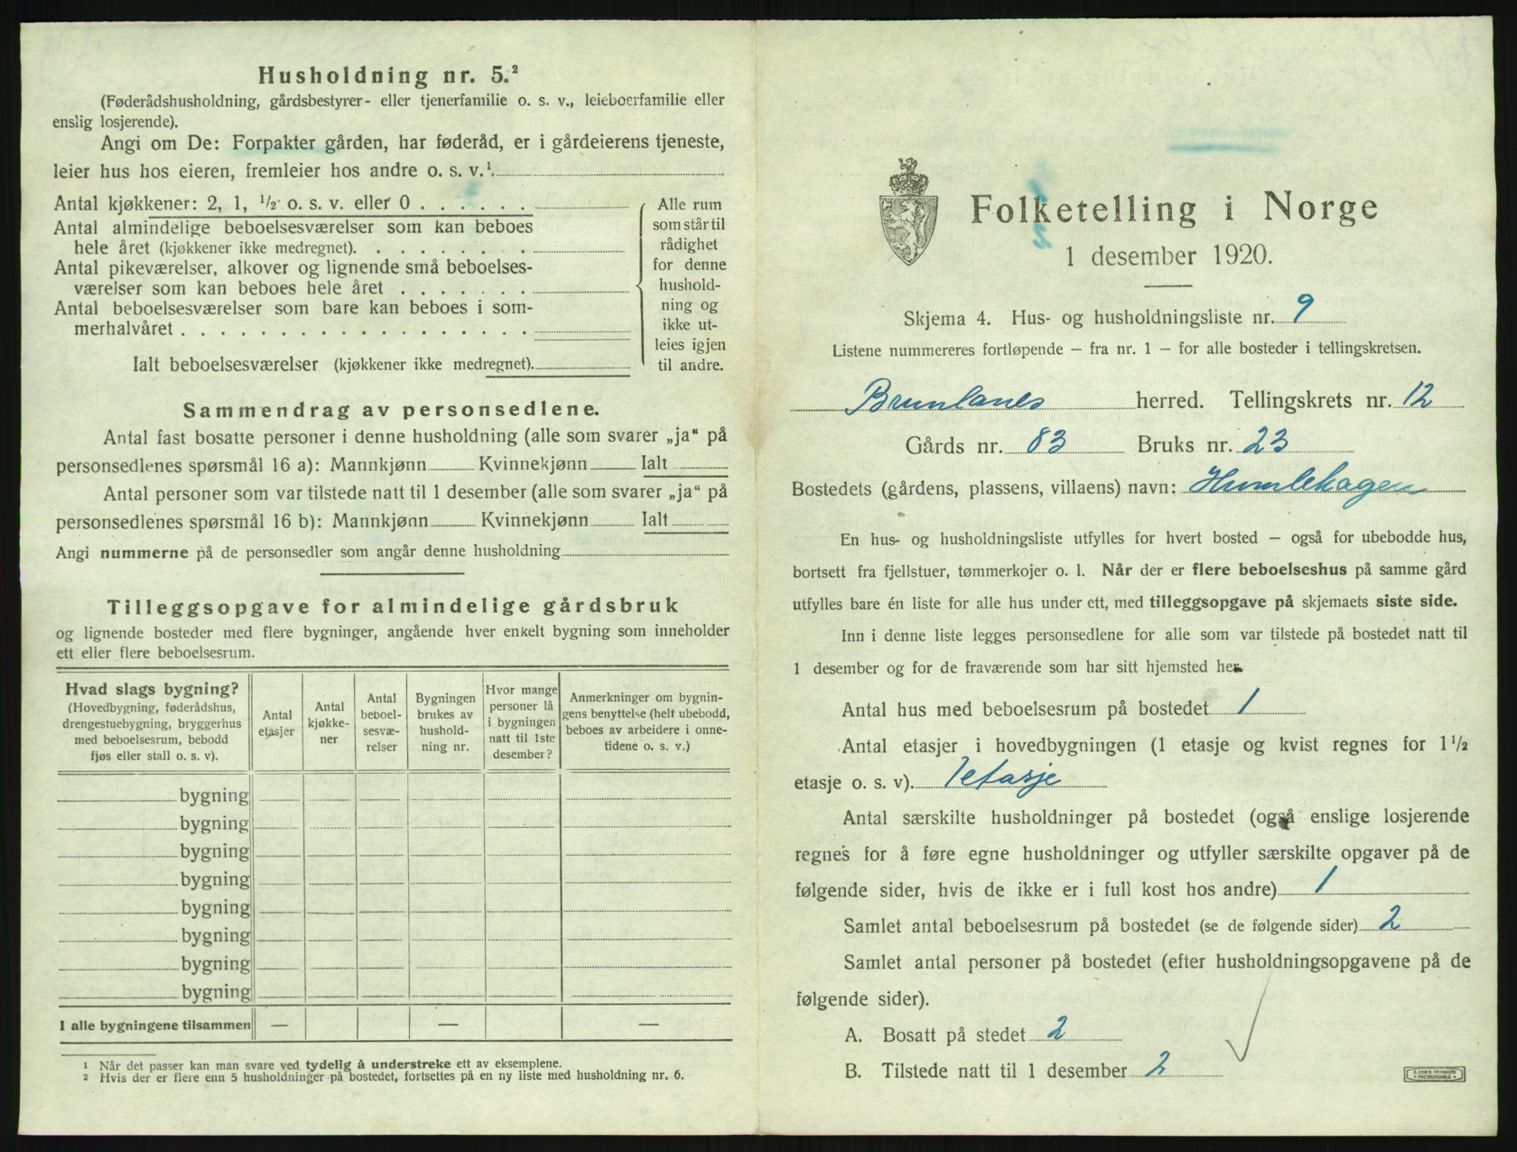 Husholdning nr. 5.²
(Føderådshusholdning, gårdsbestyrer- eller tjenerfamilie o. s. v., leieboerfamilie eller
enslig losjerende).
Angi om De: Forpakter gården, har føderåd, er i gårdeierens tjeneste,
leier hus hos eieren, fremleier hos andre o. s. v.¹
Antal kjøkkener: 2, 1, ½ o. s. v. eller 0 . . . . . .
Antal almindelige beboelsesværelser som kan beboes
hele året (kjøkkener ikke medregnet). . . . . . . .
Antal pikeværelser, alkover og lignende små beboelses-
værelser som kan beboes hele året . . . . . . .
Antal beboelsesværelser som bare kan beboes i som-
merhalvåret . . . . . . . . . . . . . . . . . .
Ialt beboelsesværelser (kjøkkener ikke medregnet).
Alle rum
som står til
rådighet
for denne
hushold-
ning og
ikke ut-
leies igjen
til andre.
Sammendrag av personsedlene.
Antal fast bosatte personer i denne husholdning (alle som svarer „ja“ på
personsedlenes spørsmål 16 a): Mannkjønn Kvinnekjønn Ialt
Antal personer som var tilstede natt til 1 desember (alle som svarer „ja“ på
personsedlenes spørsmål 16 b): Mannkjønn Kvinnekjønn Ialt
Angi nummerne på de personsedler som angår denne husholdning
Tilleggsopgave for almindelige gårdsbruk
og lignende bosteder med flere bygninger, angående hver enkelt bygning som inneholder
ett eller flere beboelsesrum.
Hvad slags bygning?
(Hovedbygning, føderådshus,
drengestuebygning, bryggerhus
med beboelsesrum, bebodd
fjøs eller stall o. s. v).
Antal
etasjer
Antal
kjøkke-
ner
Antal
beboel-
sesvæ-
relser
Bygningen
brukes av
hushold-
ning nr.
Hvor mange
personer lå
i bygningen
natt til 1ste
desember?
Anmerkninger om bygnin-
gens benyttelse (helt ubebodd,
beboes av arbeidere i onne-
tidene o. s. v.)
bygning
bygning
bygning
bygning
bygning
bygning
bygning
bygning
I alle bygningene tilsammen — — —
¹ Når det passer kan man svare ved tydelig å understreke ett av eksemplene.
² Hvis der er flere enn 5 husholdninger på bostedet, fortsettes på en ny liste med husholdning nr. 6.
Folketelling i Norge
1 desember 1920.
Skjema 4. Hus- og husholdningsliste nr. 9
Listene nummereres fortløpende — fra nr. 1 — for alle bosteder i tellingskretsen.
Brunlanes herred. Tellingskrets nr. 12
Gårds nr. 83 Bruks nr. 23
Bostedets (gårdens, plassens, villaens) navn: Humlehagen
En hus- og husholdningsliste utfylles for hvert bosted — også for ubebodde hus,
bortsett fra fjellstuer, tømmerkojer o. l. Når der er flere beboelseshus på samme gård
utfylles bare én liste for alle hus under ett, med tilleggsopgave på skjemaets siste side.
Inn i denne liste legges personsedlene for alle som var tilstede på bostedet natt til
1 desember og for de fraværende som har sitt hjemsted her.
Antal hus med beboelsesrum på bostedet 1
Antal etasjer i hovedbygningen (1 etasje og kvist regnes for 1½
etasje o. s. v). 1 etasje
Antal særskilte husholdninger på bostedet (også enslige losjerende
regnes for å føre egne husholdninger og utfyller særskilte opgaver på de
følgende sider, hvis de ikke er i full kost hos andre) 1
Samlet antal beboelsesrum på bostedet (se de følgende sider) 2
Samlet antal personer på bostedet (efter husholdningsopgavene på de
følgende sider).
A. Bosatt på stedet 2
B. Tilstede natt til 1 desember 2